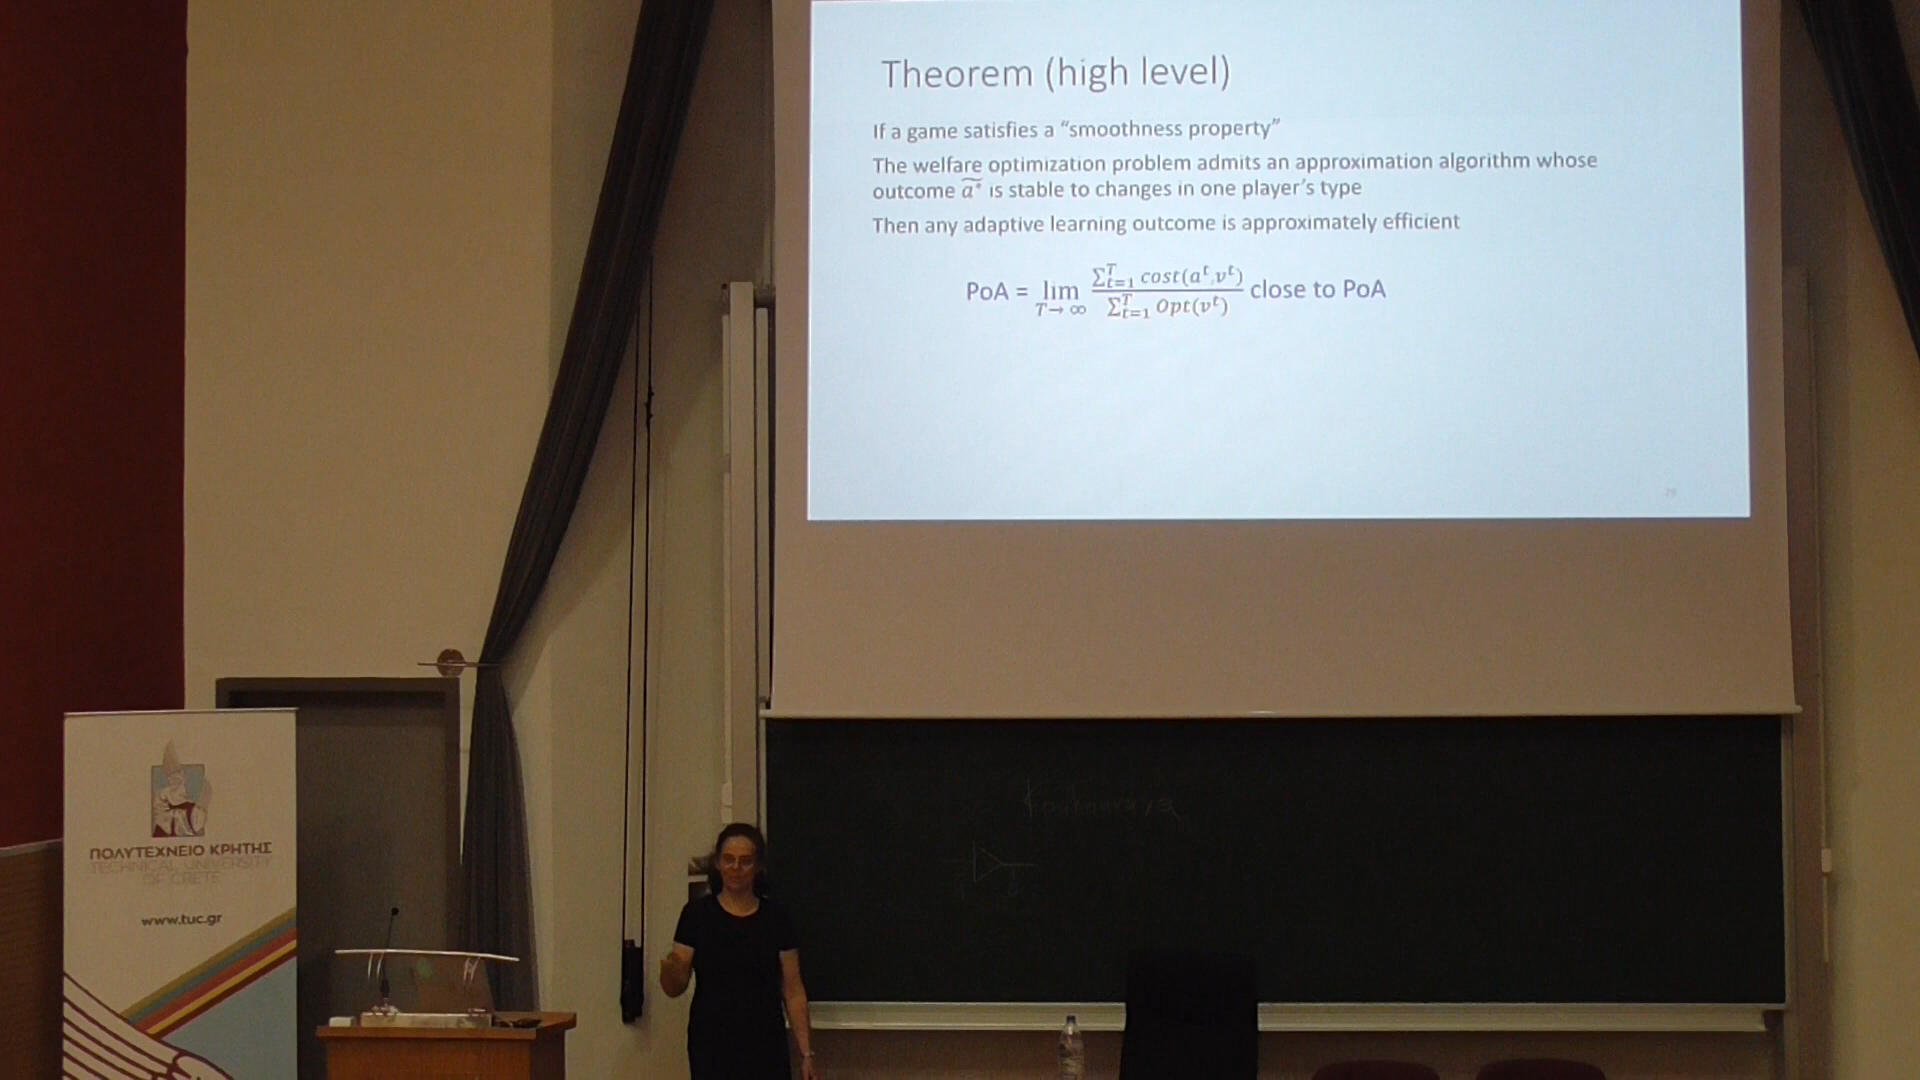 Theorem (high level)
If a game satisfies a “smoothness property”
The welfare optimization problem admits an approximation algorithm whose
outcome ã* is stable to changes in one player's type
Then any adaptive learning outcome is approximately efficient
PoA = lim_{T→∞} \frac{∑_{t=1}^{T} cost(a^t, v^t)}{∑_{t=1}^{T} Opt(v^t)} close to PoA
ΠΟΛΥΤΕΧΝΕΙΟ ΚΡΗΤΗΣ
TECHNICAL UNIVERSITY
OF CRETE
www.tuc.gr